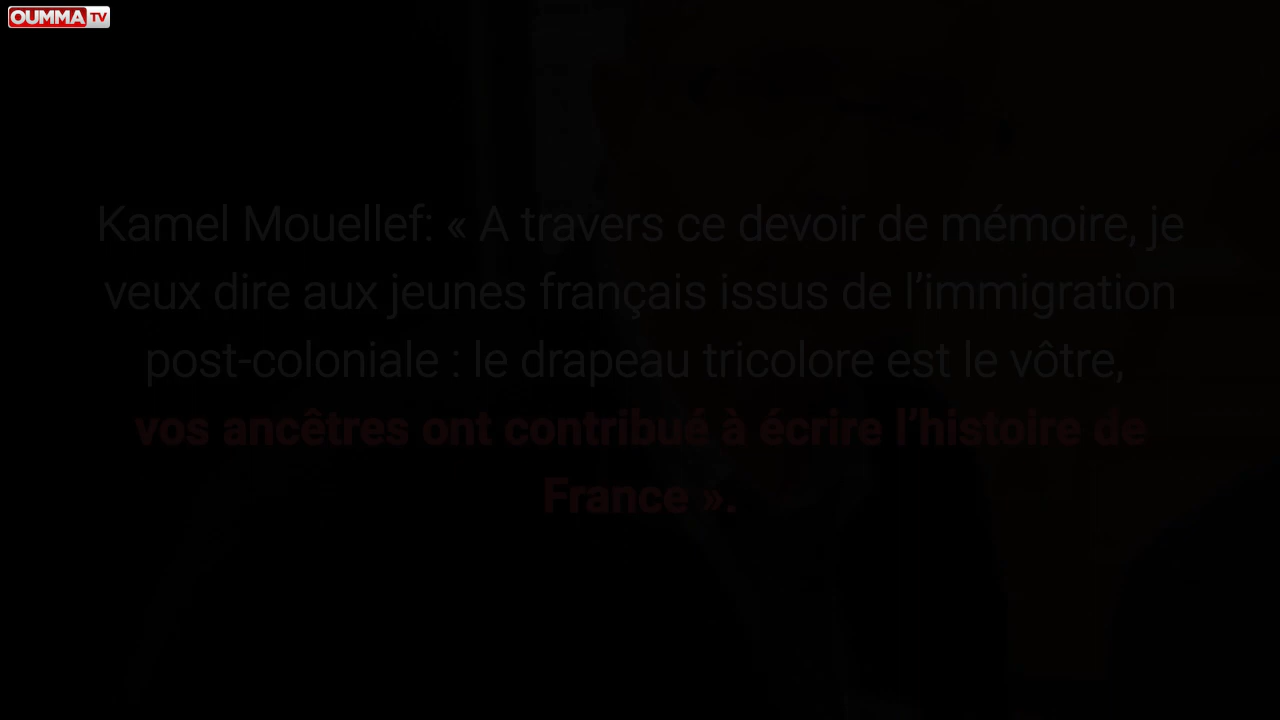 OUMMA TV
Kamel Mouellef: « A travers ce devoir de mémoire, je
veux dire aux jeunes français issus de l’immigration
post-coloniale : le drapeau tricolore est le vôtre,
vos ancêtres ont contribué à écrire l’histoire de
France ».